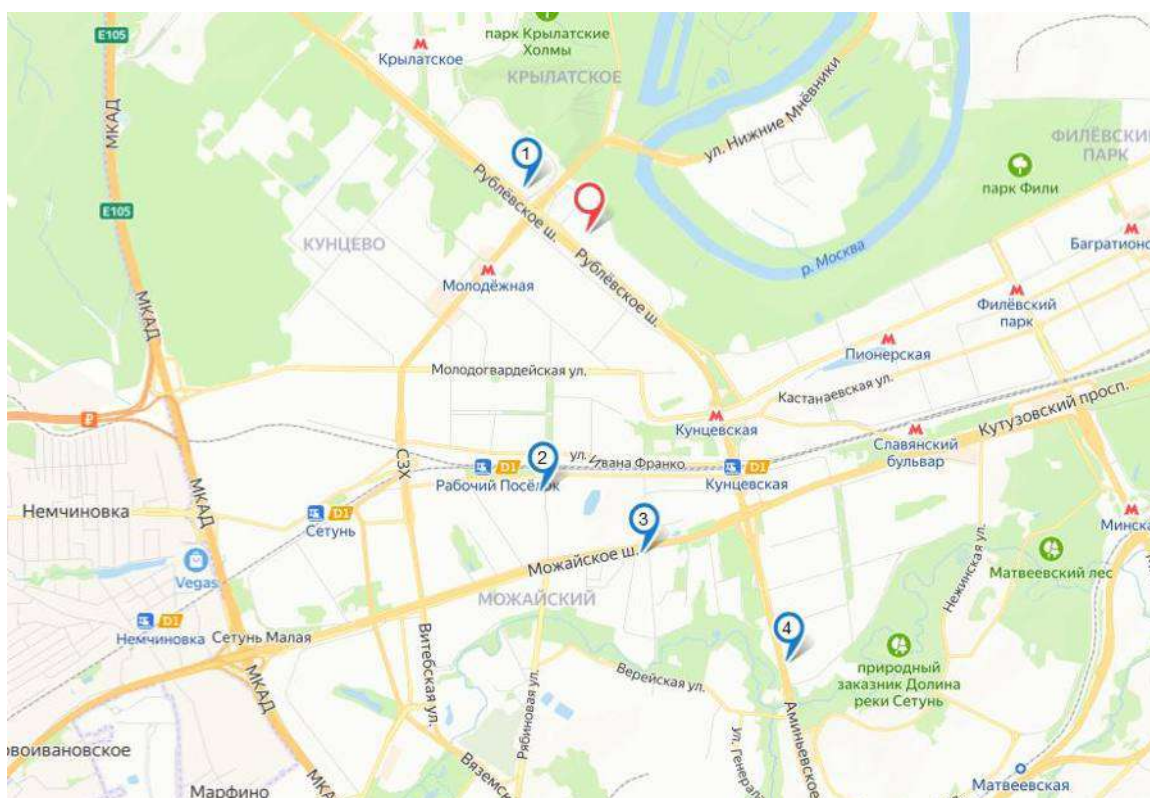 E105
МКАД
парк Крылатские
Холмы
Крылатское
КРЫЛАТСКОЕ
ул. Нижние Мнёвники
ФИЛЁВСКИЙ
ПАРК
парк Фили
1
E105
Рублёвское ш.
КУНЦЕВО
Рублёвское ш.
р. Москва
Багратионо
Молодёжная
МКАД
Филёвский
парк
Пионерская
Молодогвардейская ул.
Кастанаевская ул.
Кутузовский просп.
₽
Кунцевская
Славянский
бульвар
СЗХ
2
ул. Ивана Франко
D1
Рабочий Посёлок
D1
Кунцевская
МКАД
Немчиновка
D1
Сетунь
3
Минска
Можайское ш.
Нежинская ул.
Матвеевский лес
Vegas
МОЖАЙСКИЙ
D1
Немчиновка
Сетунь Малая
4
Витебская ул.
Верейская ул.
природный
заказник Долина
реки Сетунь
МКАД
Рябиновая ул.
Аминьевское
ул. Генерал
овоивановское
Вяземск
МКА
Матвеевская
Марфино